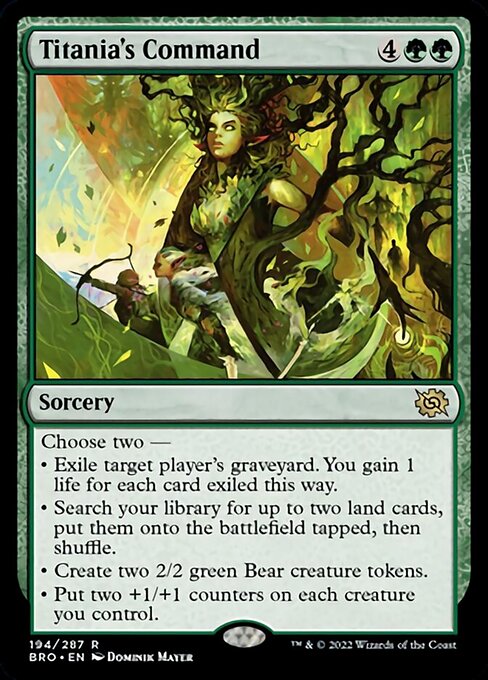 Titania's Command 4
Sorcery
Choose two —
• Exile target player's graveyard. You gain 1
life for each card exiled this way.
• Search your library for up to two land cards,
put them onto the battlefield tapped, then
shuffle.
• Create two 2/2 green Bear creature tokens.
• Put two +1/+1 counters on each creature
you control.
194/287 R
BRO • EN Dominik Mayer
™ & © 2022 Wizards of the Coast